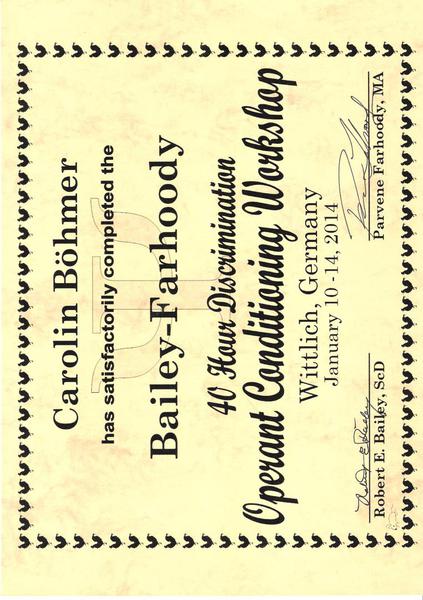 Carolin Böhmer
has satisfactorily completed the
Bailey-Farhoody
40 Hour Discrimination
Operant Conditioning Workshop
Wittlich, Germany
January 10 -14, 2014
Robert E. Bailey, ScD
Parvene Farhoody, MA